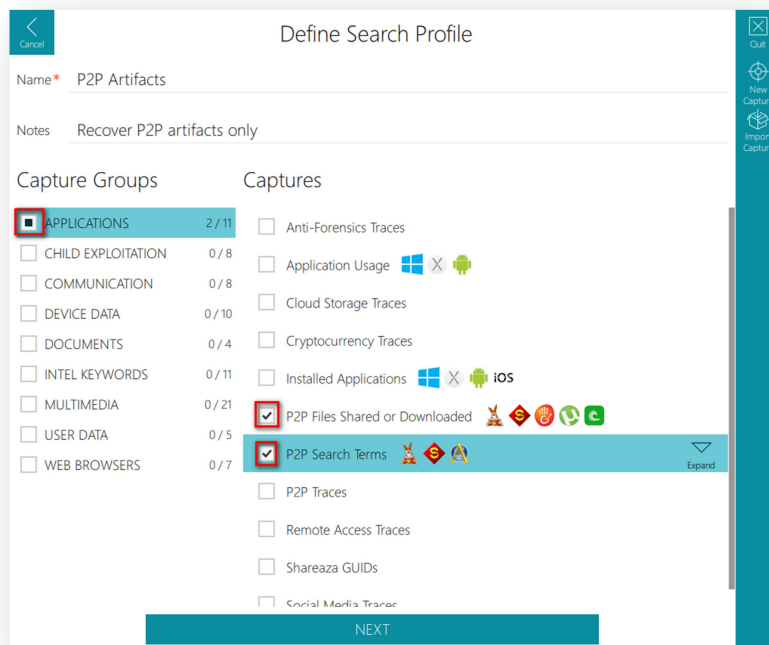 Cancel
Define Search Profile
Quit
New
Captur
Impor
Captur
Name* P2P Artifacts
Notes Recover P2P artifacts only
Capture Groups
APPLICATIONS 2 / 11
CHILD EXPLOITATION 0 / 8
COMMUNICATION 0 / 8
DEVICE DATA 0 / 10
DOCUMENTS 0 / 4
INTEL KEYWORDS 0 / 11
MULTIMEDIA 0 / 21
USER DATA 0 / 5
WEB BROWSERS 0 / 7
Captures
Anti-Forensics Traces
Application Usage X
Cloud Storage Traces
Cryptocurrency Traces
Installed Applications X iOS
P2P Files Shared or Downloaded
P2P Search Terms
Expand
P2P Traces
Remote Access Traces
Shareaza GUIDs
Social Media Traces
NEXT